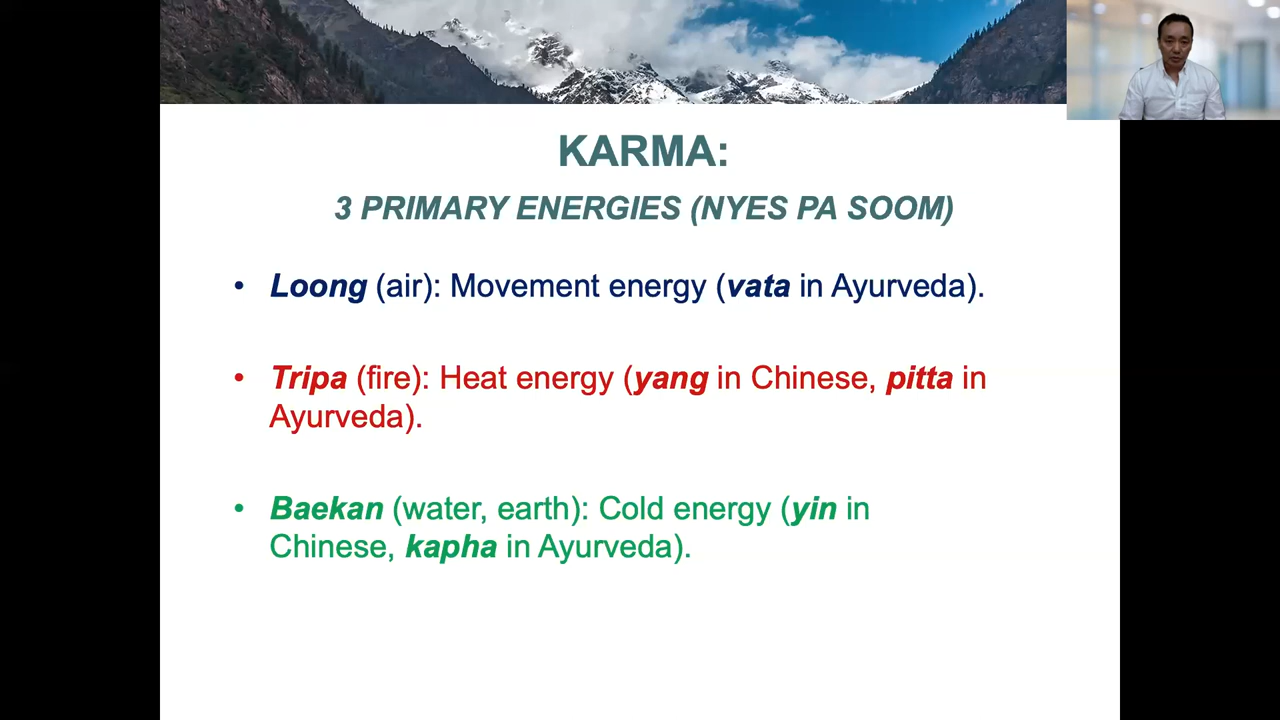 KARMA:
3 PRIMARY ENERGIES (NYES PA SOOM)
• Loong (air): Movement energy (vata in Ayurveda).
• Tripa (fire): Heat energy (yang in Chinese, pitta in
Ayurveda).
• Baekan (water, earth): Cold energy (yin in
Chinese, kapha in Ayurveda).